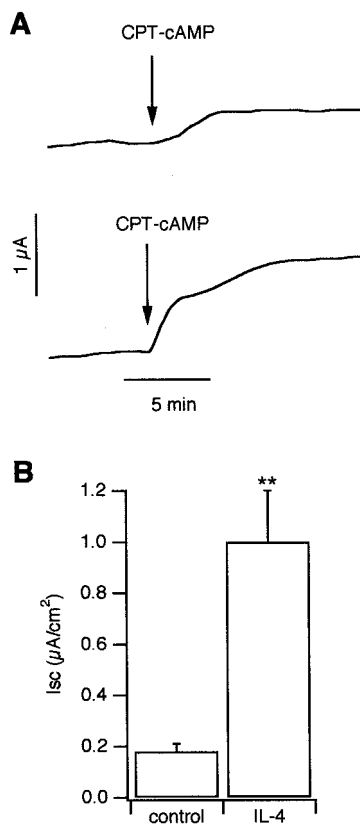 A
CPT-cAMP
1 µA
CPT-cAMP
5 min
B
**
1.2
1.0
0.8
0.6
0.4
0.2
0.0
Isc (µA/cm²)
control
IL-4